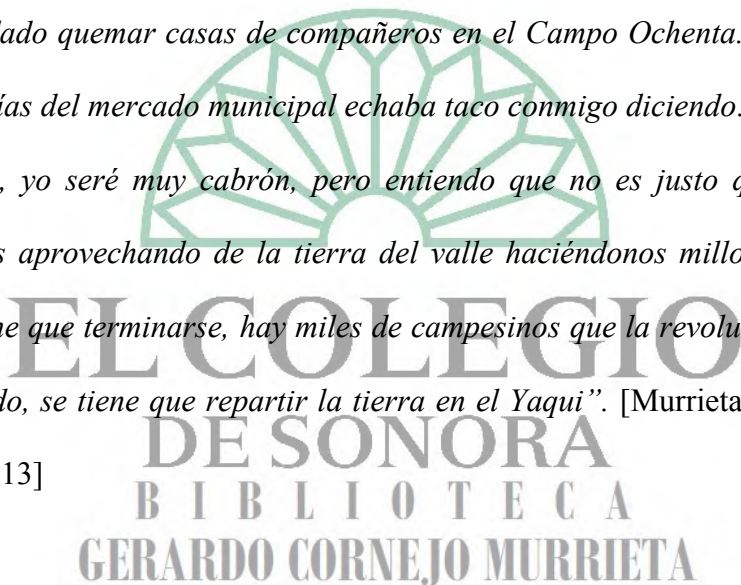 lado quemar casas de compañeros en el Campo Ochenta.
ías del mercado municipal echaba taco conmigo diciendo.
, yo seré muy cabrón, pero entiendo que no es justo q
s aprovechando de la tierra del valle haciéndonos millo
ne que terminarse, hay miles de campesinos que la revolu
EL COLEGIO
do, se tiene que repartir la tierra en el Yaqui”. [Murrieta
DE SONORA
13]
BIBLIOTECA
GERARDO CORNEJO MURRIETA